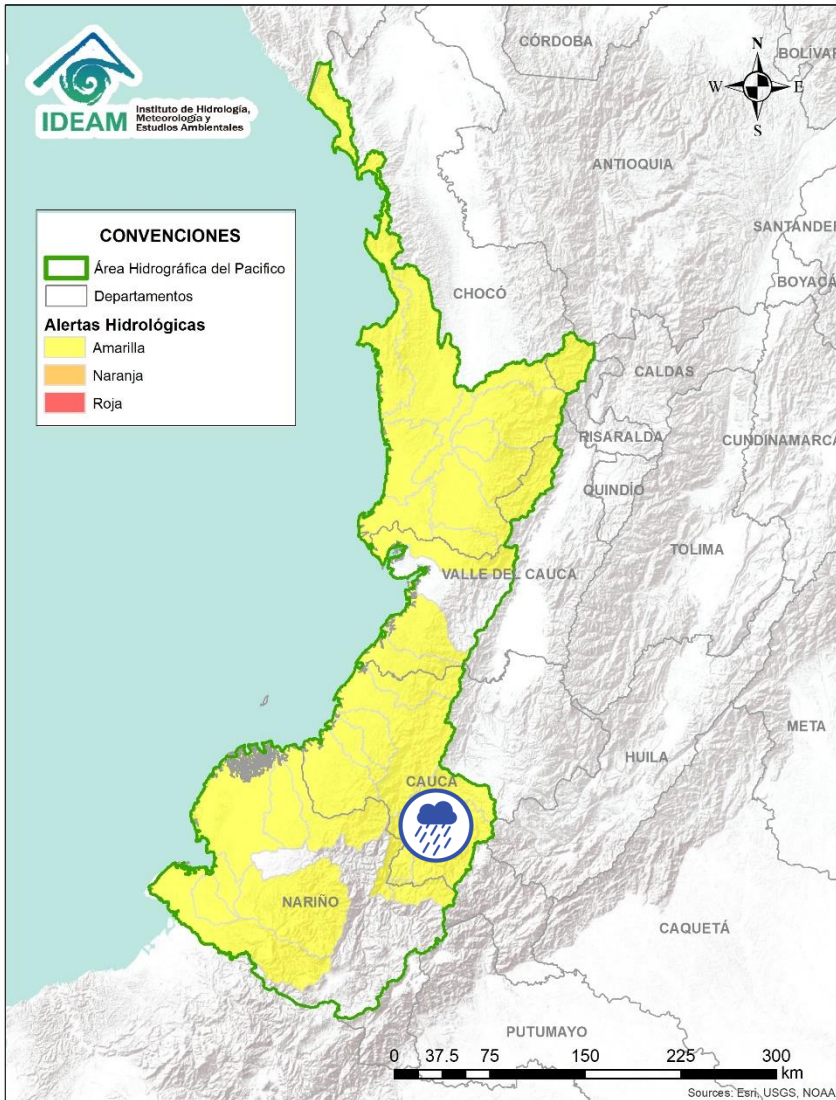 IDEAM
Instituto de Hidrología,
Meteorología y
Estudios Ambientales
CÓRDOBA
BOLÍVAR
N
W
E
S
ANTIOQUIA
SANTANDER
BOYACÁ
CONVENCIONES
Área Hidrográfica del Pacifico
Departamentos
Alertas Hidrológicas
Amarilla
Naranja
Roja
CHOCÓ
CALDAS
RISARALDA
CUNDINAMARCA
QUINDÍO
TOLIMA
VALLE DEL CAUCA
META
HUILA
CAUCA
NARIÑO
CAQUETÁ
PUTUMAYO
0 37.5 75 150 225 300
km
Sources: Esri, USGS, NOAA